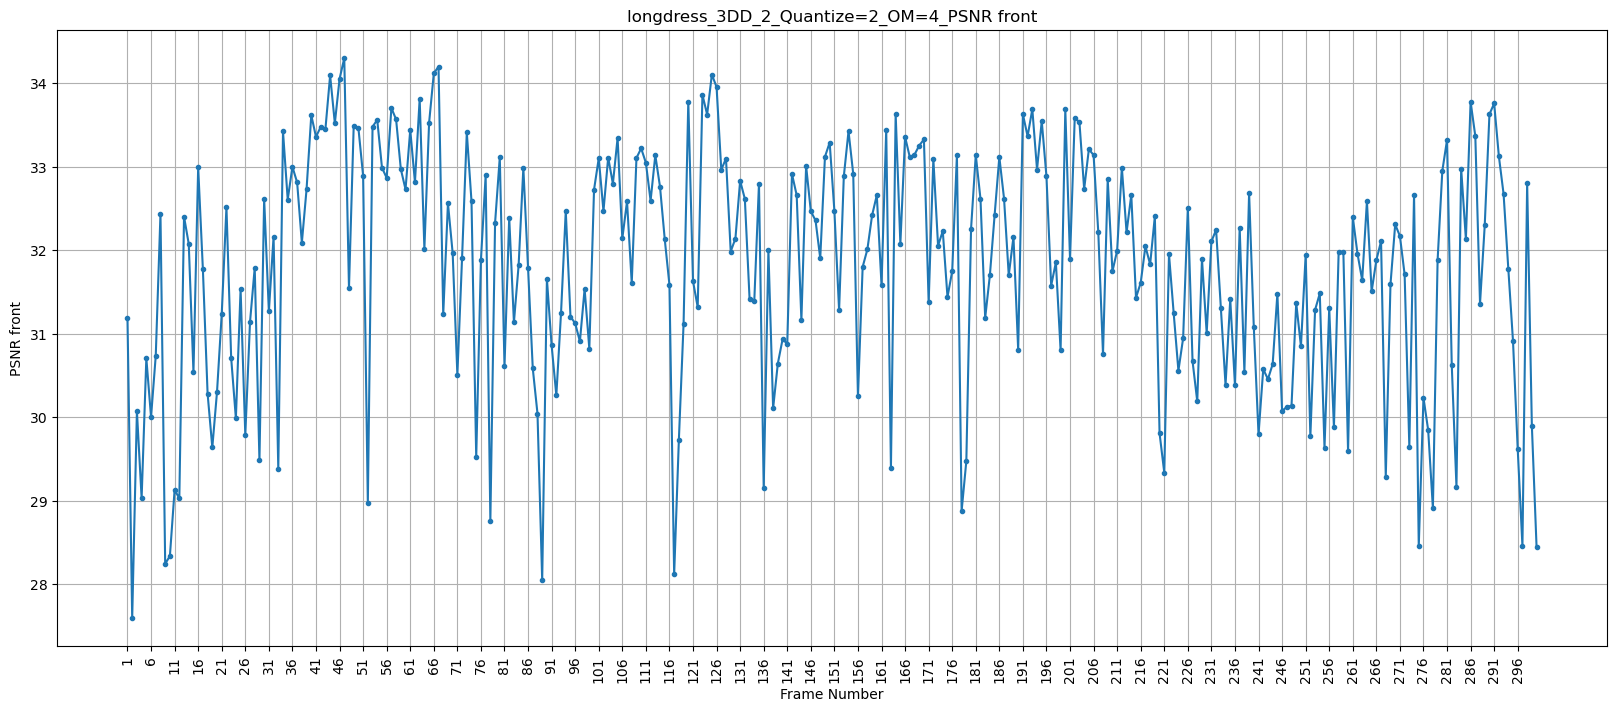 longdress_3DD_2_Quantize=2_OM=4_PSNR front
PSNR front
34
33
32
31
30
29
28
1 6 11 16 21 26 31 36 41 46 51 56 61 66 71 76 81 86 91 96 101 106 111 116 121 126 131 136 141 146 151 156 161 166 171 176 181 186 191 196 201 206 211 216 221 226 231 236 241 246 251 256 261 266 271 276 281 286 291 296
Frame Number